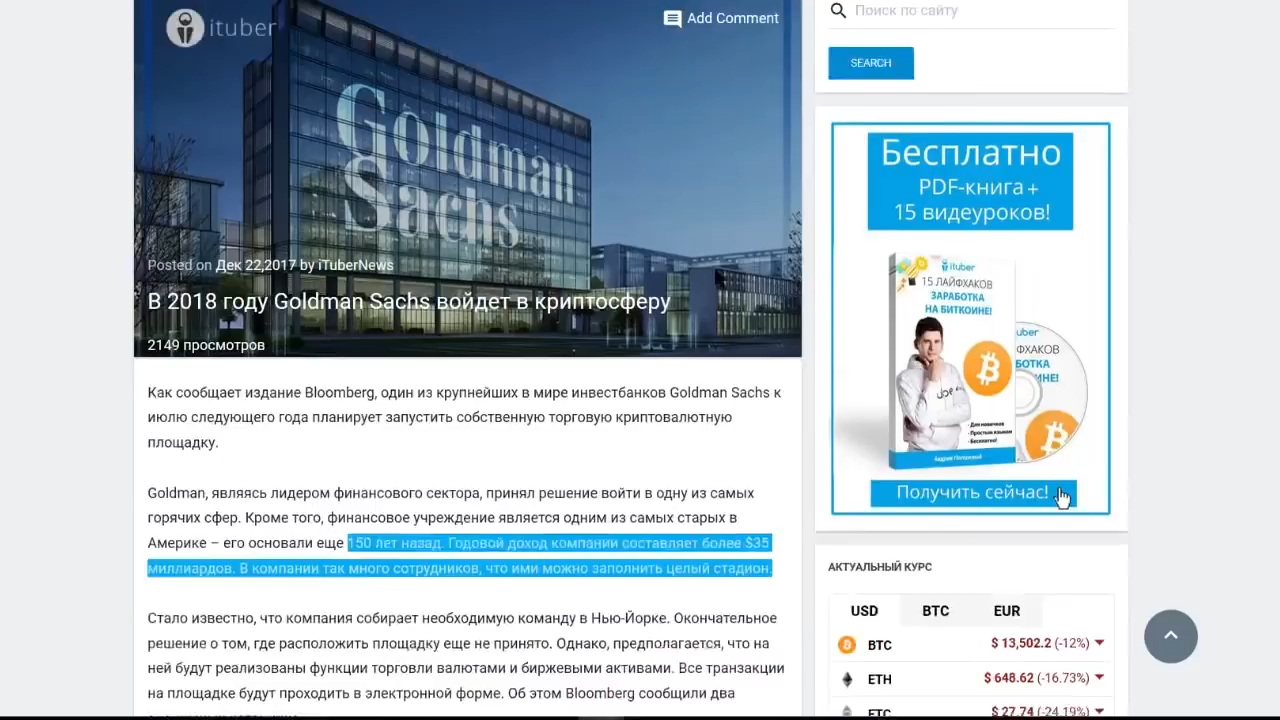 ituber
Add Comment
Goldman
Sachs
Posted on Дек 22,2017 by iTuberNews
В 2018 году Goldman Sachs войдет в криптосферу
2149 просмотров
Как сообщает издание Bloomberg, один из крупнейших в мире инвестбанков Goldman Sachs к
июлю следующего года планирует запустить собственную торговую криптовалютную
площадку.
Goldman, являясь лидером финансового сектора, принял решение войти в одну из самых
горячих сфер. Кроме того, финансовое учреждение является одним из самых старых в
Америке – его основали еще 150 лет назад. Годовой доход компании составляет более $35
миллиардов. В компании так много сотрудников, что ими можно заполнить целый стадион.
Стало известно, что компания собирает необходимую команду в Нью-Йорке. Окончательное
решение о том, где расположить площадку еще не принято. Однако, предполагается, что на
ней будут реализованы функции торговли валютами и биржевыми активами. Все транзакции
на площадке будут проходить в электронной форме. Об этом Bloomberg сообщили два
Поиск по сайту
SEARCH
Бесплатно
PDF-книга +
15 видеуроков!
ituber
15 ЛАЙФХАКОВ
ЗАРАБОТКА
НА БИТКОИНЕ!
- Для новичков
- Простым языком
- Бесплатно!
Получить сейчас!
АКТУАЛЬНЫЙ КУРС
USD BTC EUR
BTC $ 13,502.2 (-12%)
ETH $ 648.62 (-16.73%)
ETC $ 27.74 (-24.19%)